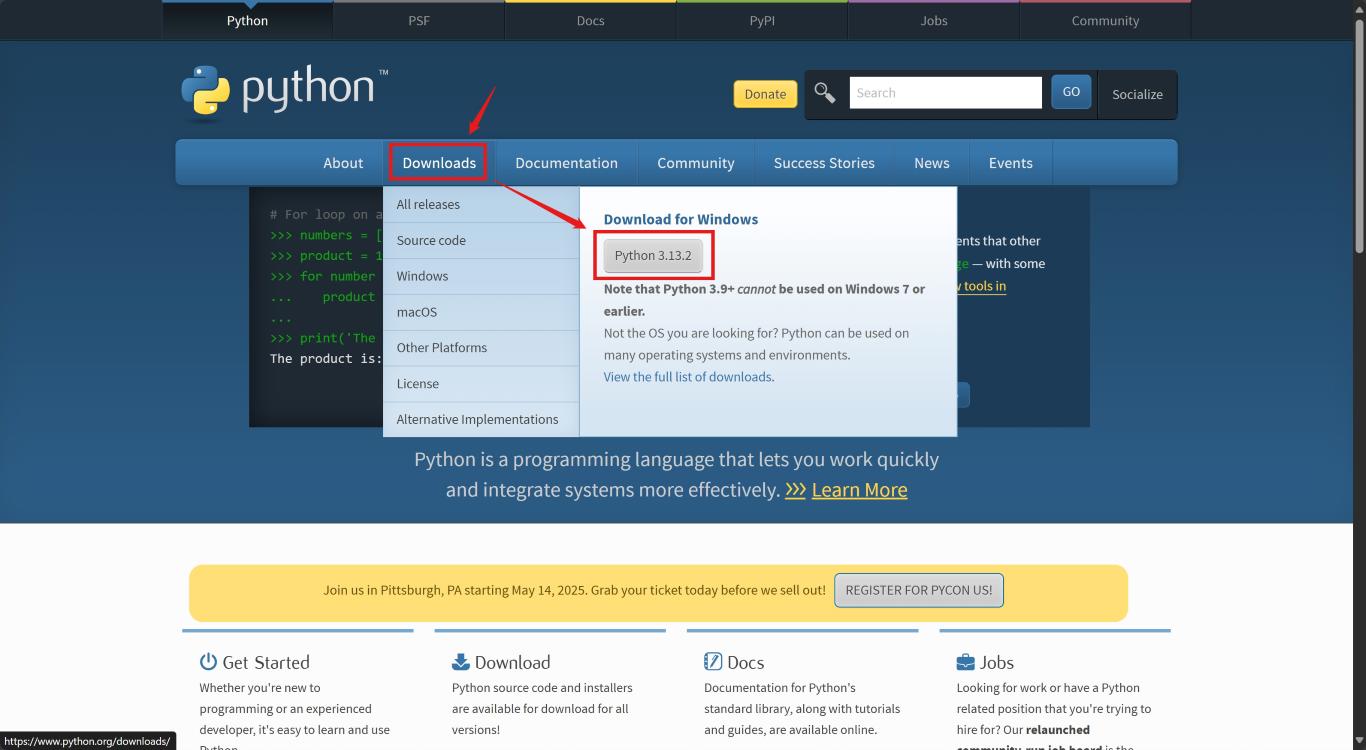 Python
PSF
Docs
PyPI
Jobs
Community
python™
Donate
Search
GO
Socialize
About
Downloads
Documentation
Community
Success Stories
News
Events
# For loop on a
>>> numbers = [
>>> product = 1
>>> for number
...    product
...
>>> print('The
The product is:
All releases
Source code
Windows
macOS
Other Platforms
License
Alternative Implementations
Download for Windows
Python 3.13.2
Note that Python 3.9+ cannot be used on Windows 7 or
earlier.
Not the OS you are looking for? Python can be used on
many operating systems and environments.
View the full list of downloads.
that other
— with some
tools in
Python is a programming language that lets you work quickly
and integrate systems more effectively. >>> Learn More
Join us in Pittsburgh, PA starting May 14, 2025. Grab your ticket today before we sell out!
REGISTER FOR PYCON US!
Get Started
Whether you're new to
programming or an experienced
developer, it's easy to learn and use
Python.
Download
Python source code and installers
are available for download for all
versions!
Docs
Documentation for Python's
standard library, along with tutorials
and guides, are available online.
Jobs
Looking for work or have a Python
related position that you're trying to
hire for? Our relaunched
community-run job board is the
https://www.python.org/downloads/